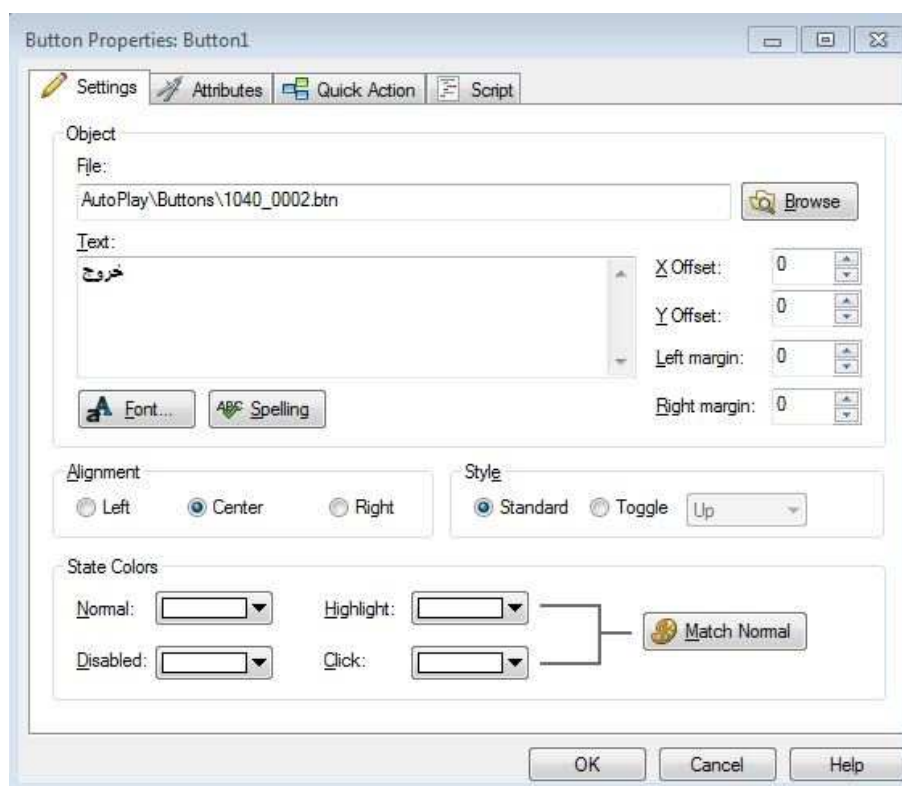 Button Properties: Button1
Settings Attributes Quick Action Script
Object
File:
AutoPlay\Buttons\1040_0002.btn Browse
Text:
خروج
X Offset: 0
Y Offset: 0
Left margin: 0
Right margin: 0
Font... ABC Spelling
Alignment
Left Center Right
Style
Standard Toggle Up
State Colors
Normal: Highlight:
Match Normal
Disabled: Click:
OK Cancel Help